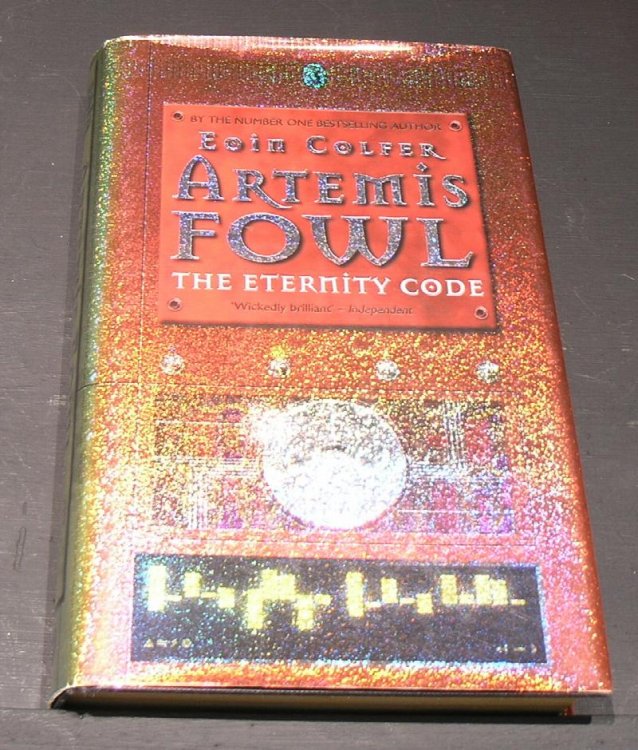 BY THE NUMBER ONE BESTSELLING AUTHOR
EOIN COLFER
ARTEMIS
FOWL
THE ETERNITY CODE
'Wickedly brilliant' – Independent